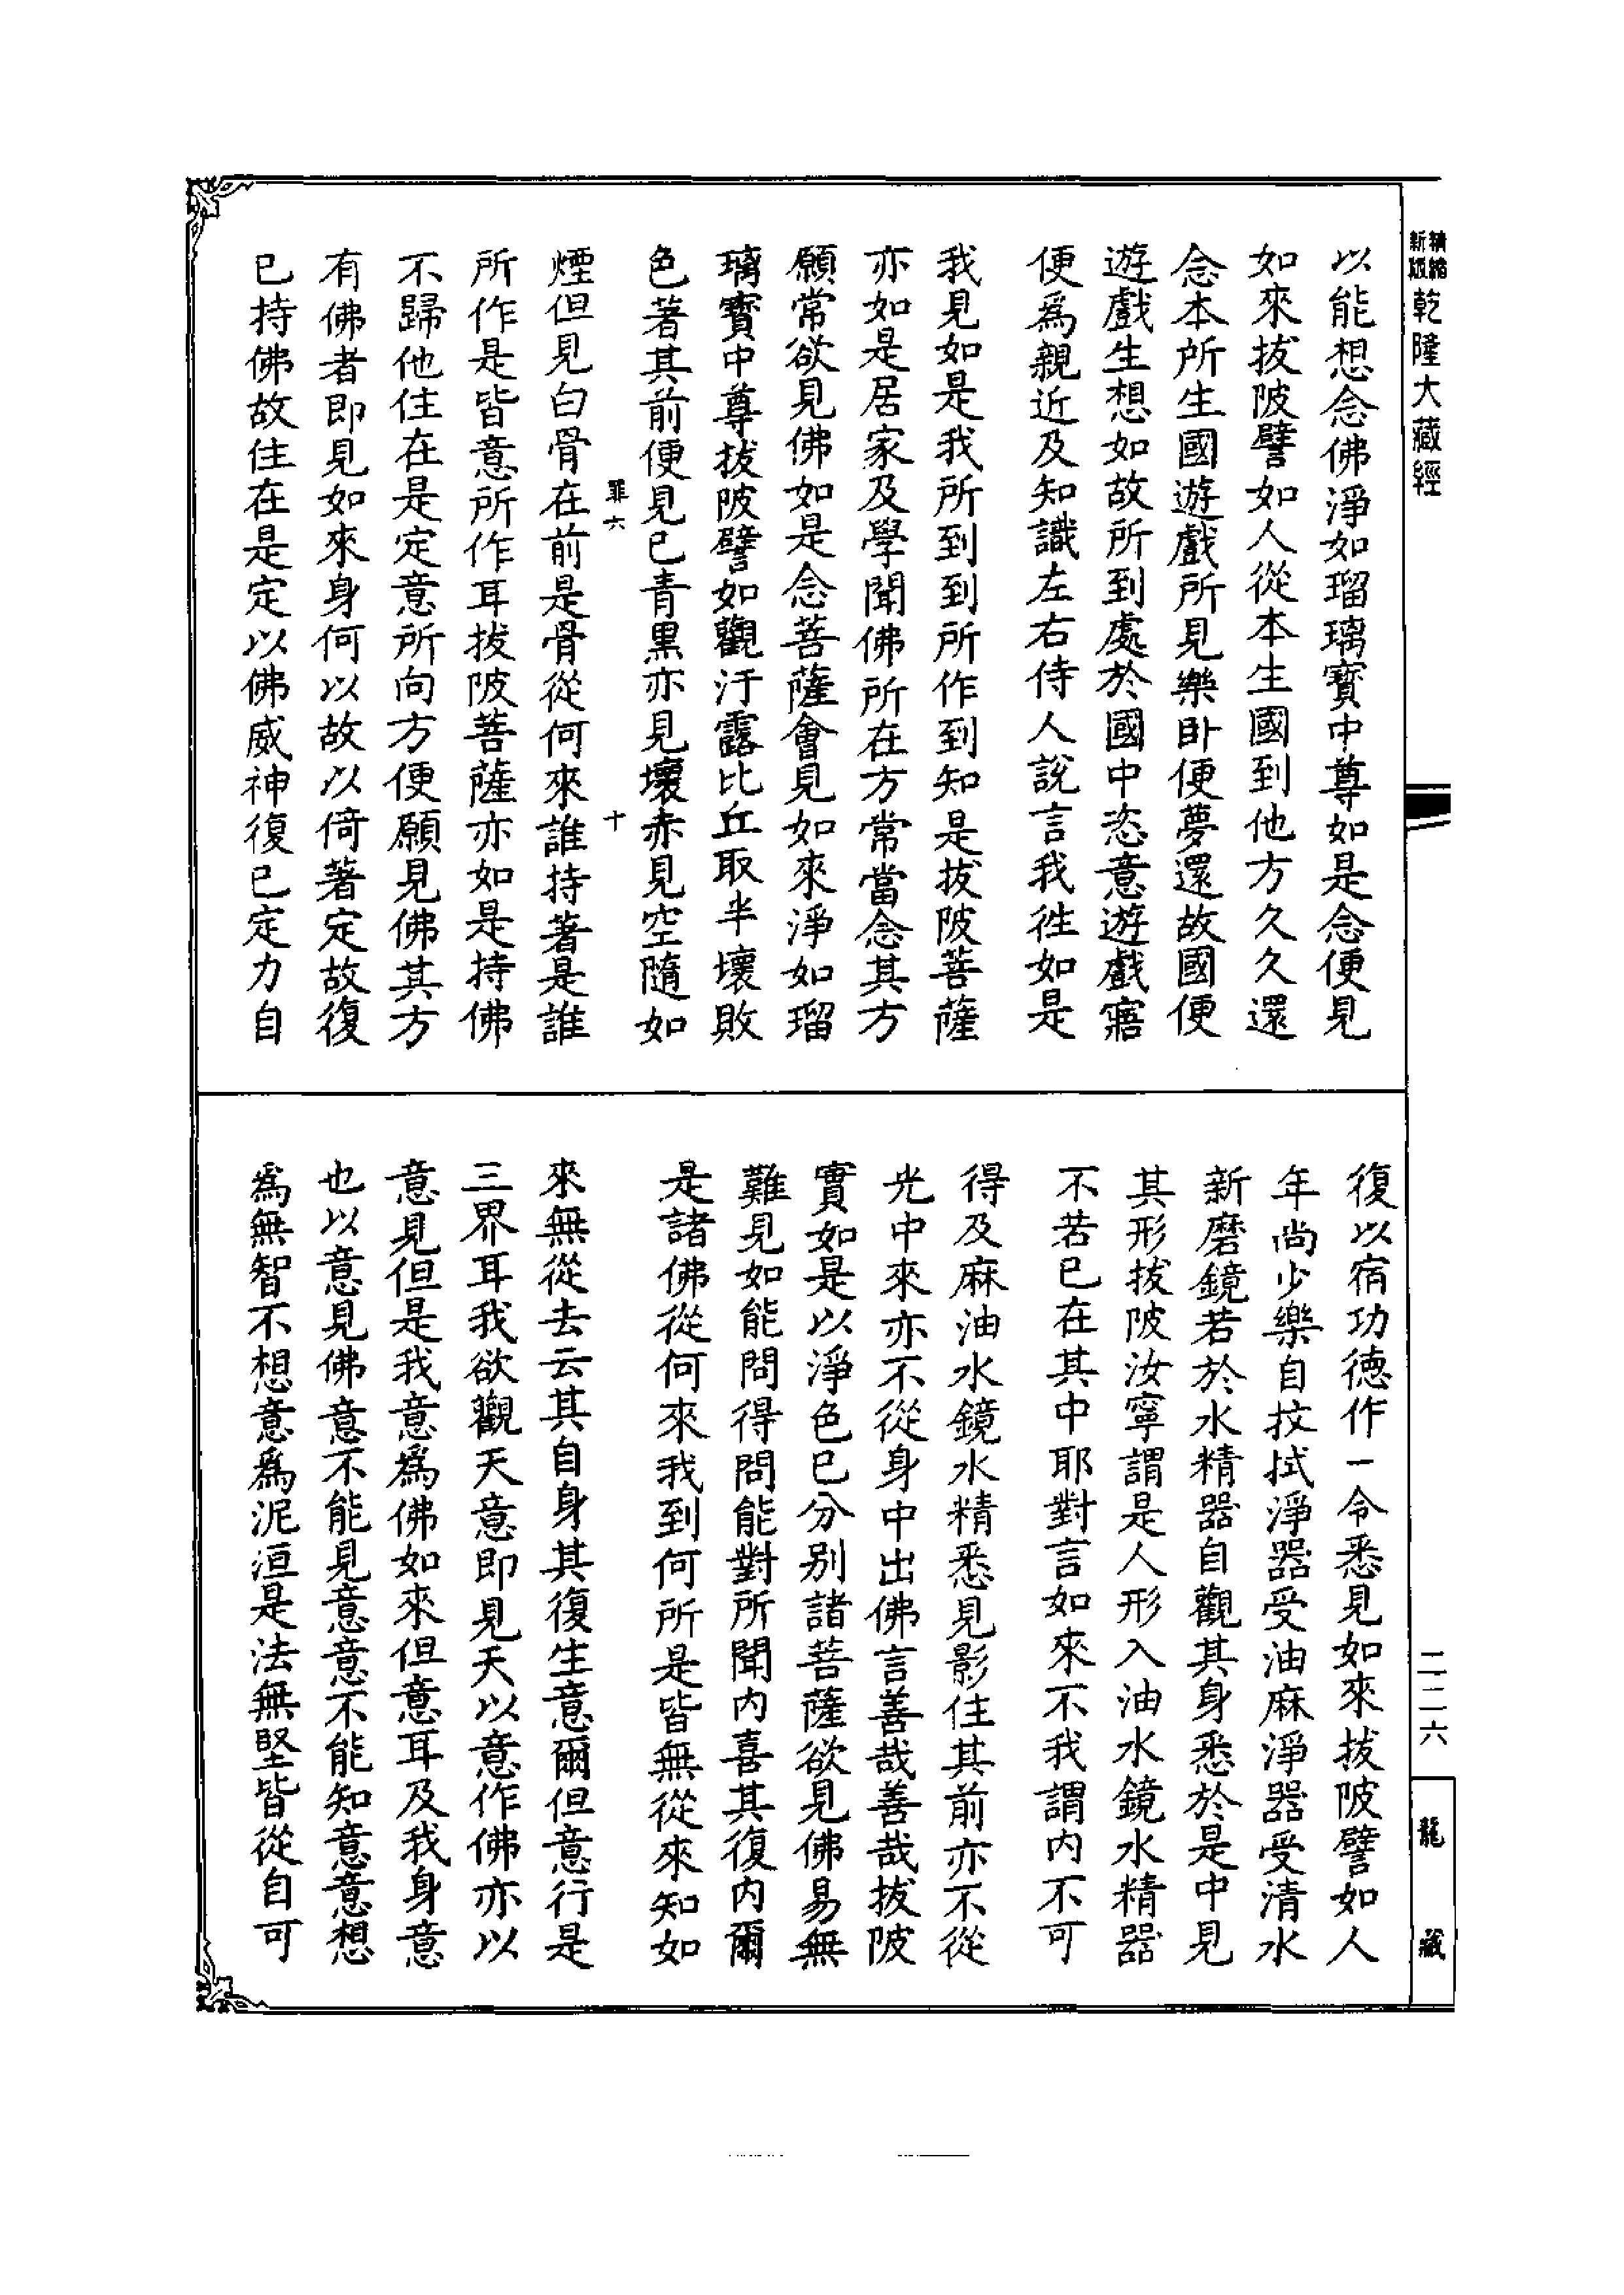 精縮
新版
乾隆大藏經
以能想念佛淨如瑠璃寶中尊如是念便見
如來拔陂譬如人從本生國到他方久久還
念本所生國遊戲所見樂卧便夢還故國便
遊戲生想如故所到處於國中恣意遊戲寤
便爲親近及知識左右侍人說言我徃如是
我見如是我所到到所作到知是拔陂菩薩
亦如是居家及學聞佛所在方常當念其方
願常欲見佛如是念菩薩會見如來淨如瑠
璃寶中尊拔陂譬如觀汙露比丘取半壞敗
色著其前便見已青黑亦見壞赤見空隨如
罪六 十
煙但見白骨在前是骨從何來誰持著是誰
所作是皆意所作耳拔陂菩薩亦如是持佛
不歸他住在是定意所向方便願見佛其方
有佛者即見如來身何以故以倚著定故復
已持佛故住在是定以佛威神復已定力自
復以宿功德作一令悉見如來拔陂譬如人
年尚少樂自抆拭淨器受油麻淨器受清水
新磨鏡若於水精器自觀其身悉於是中見
其形拔陂汝寧謂是人形入油水鏡水精器
不若已在其中耶對言如來不我謂内不可
得及麻油水鏡水精悉見影住其前亦不從
光中來亦不從身中出佛言善哉善哉拔陂
實如是以淨色已分別諸菩薩欲見佛易無
難見如能問得問能對所聞内喜其復内爾
是諸佛從何來我到何所是皆無從來知如
來無從去云其自身其復生意爾但意行是
三界耳我欲觀天意即見天以意作佛亦以
意見但是我意爲佛如來但意耳及我身意
也以意見佛意不能見意意不能知意意想
爲無智不想意爲泥洹是法無堅皆從自可
二二六
龍藏